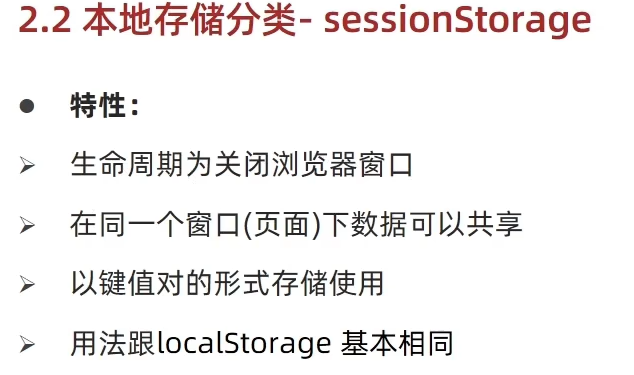 2.2 本地存储分类- sessionStorage
● 特性：
➢ 生命周期为关闭浏览器窗口
➢ 在同一个窗口(页面)下数据可以共享
➢ 以键值对的形式存储使用
➢ 用法跟localStorage 基本相同